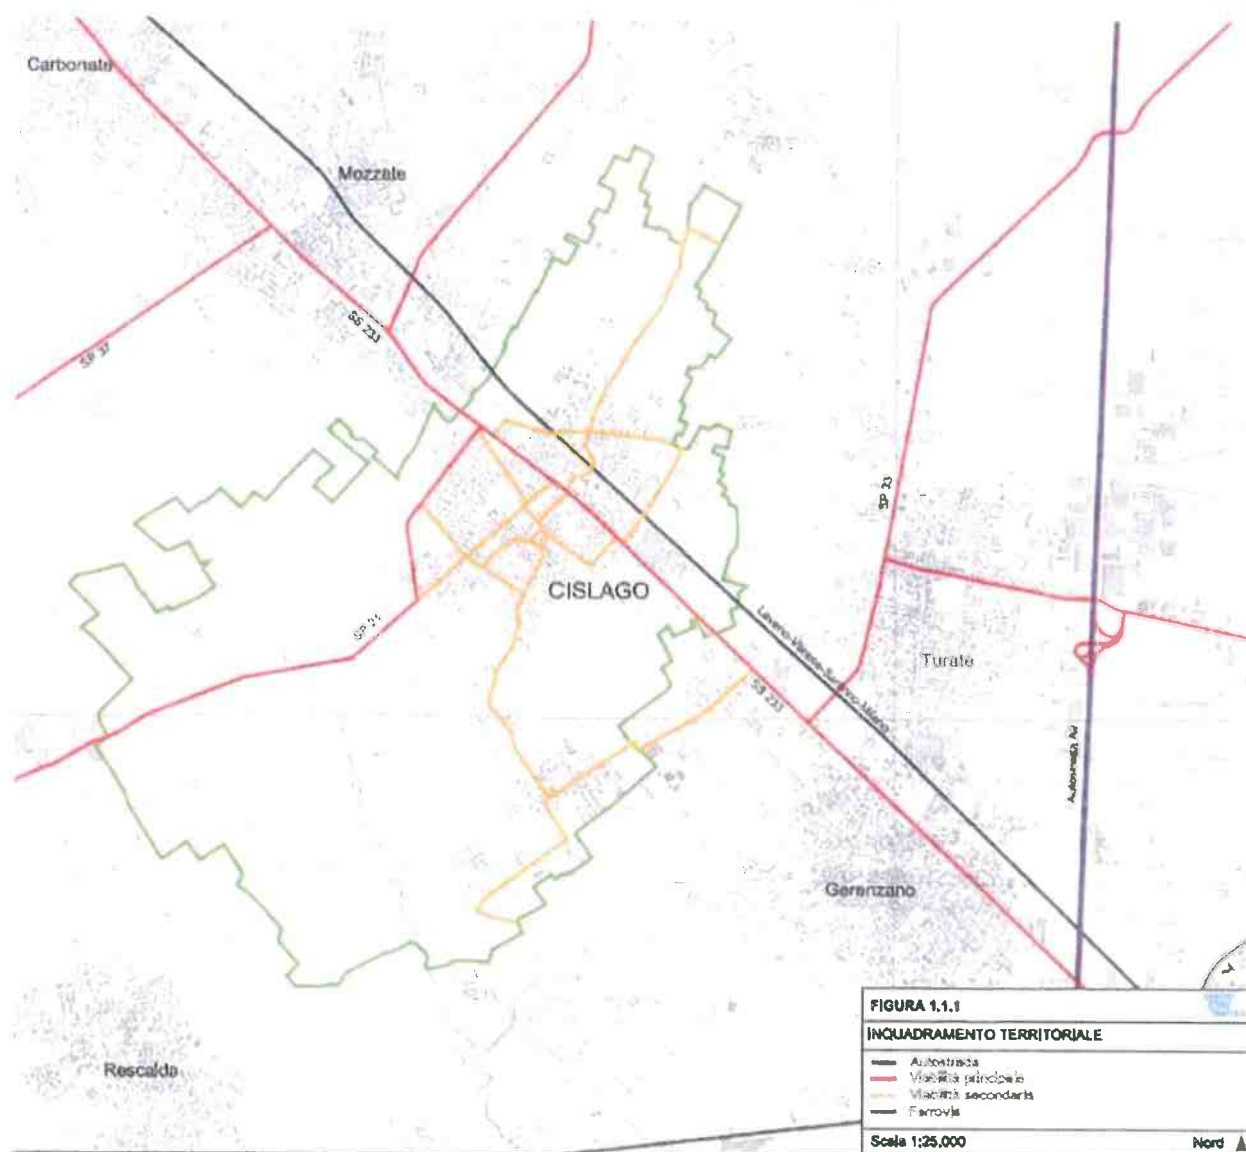 Carbonate
Mozzate
SS 233
SP 37
SP 23
CISLAGO
SP 21
Laveno-Varese-Saronno-Milano
Turate
SS 233
Autostrada A9
Gerenzano
Rescalda
FIGURA 1.1.1
INQUADRAMENTO TERRITORIALE
Autostrada
Viabilità principale
Viabilità secondaria
Ferrovia
Scala 1:25.000
Nord